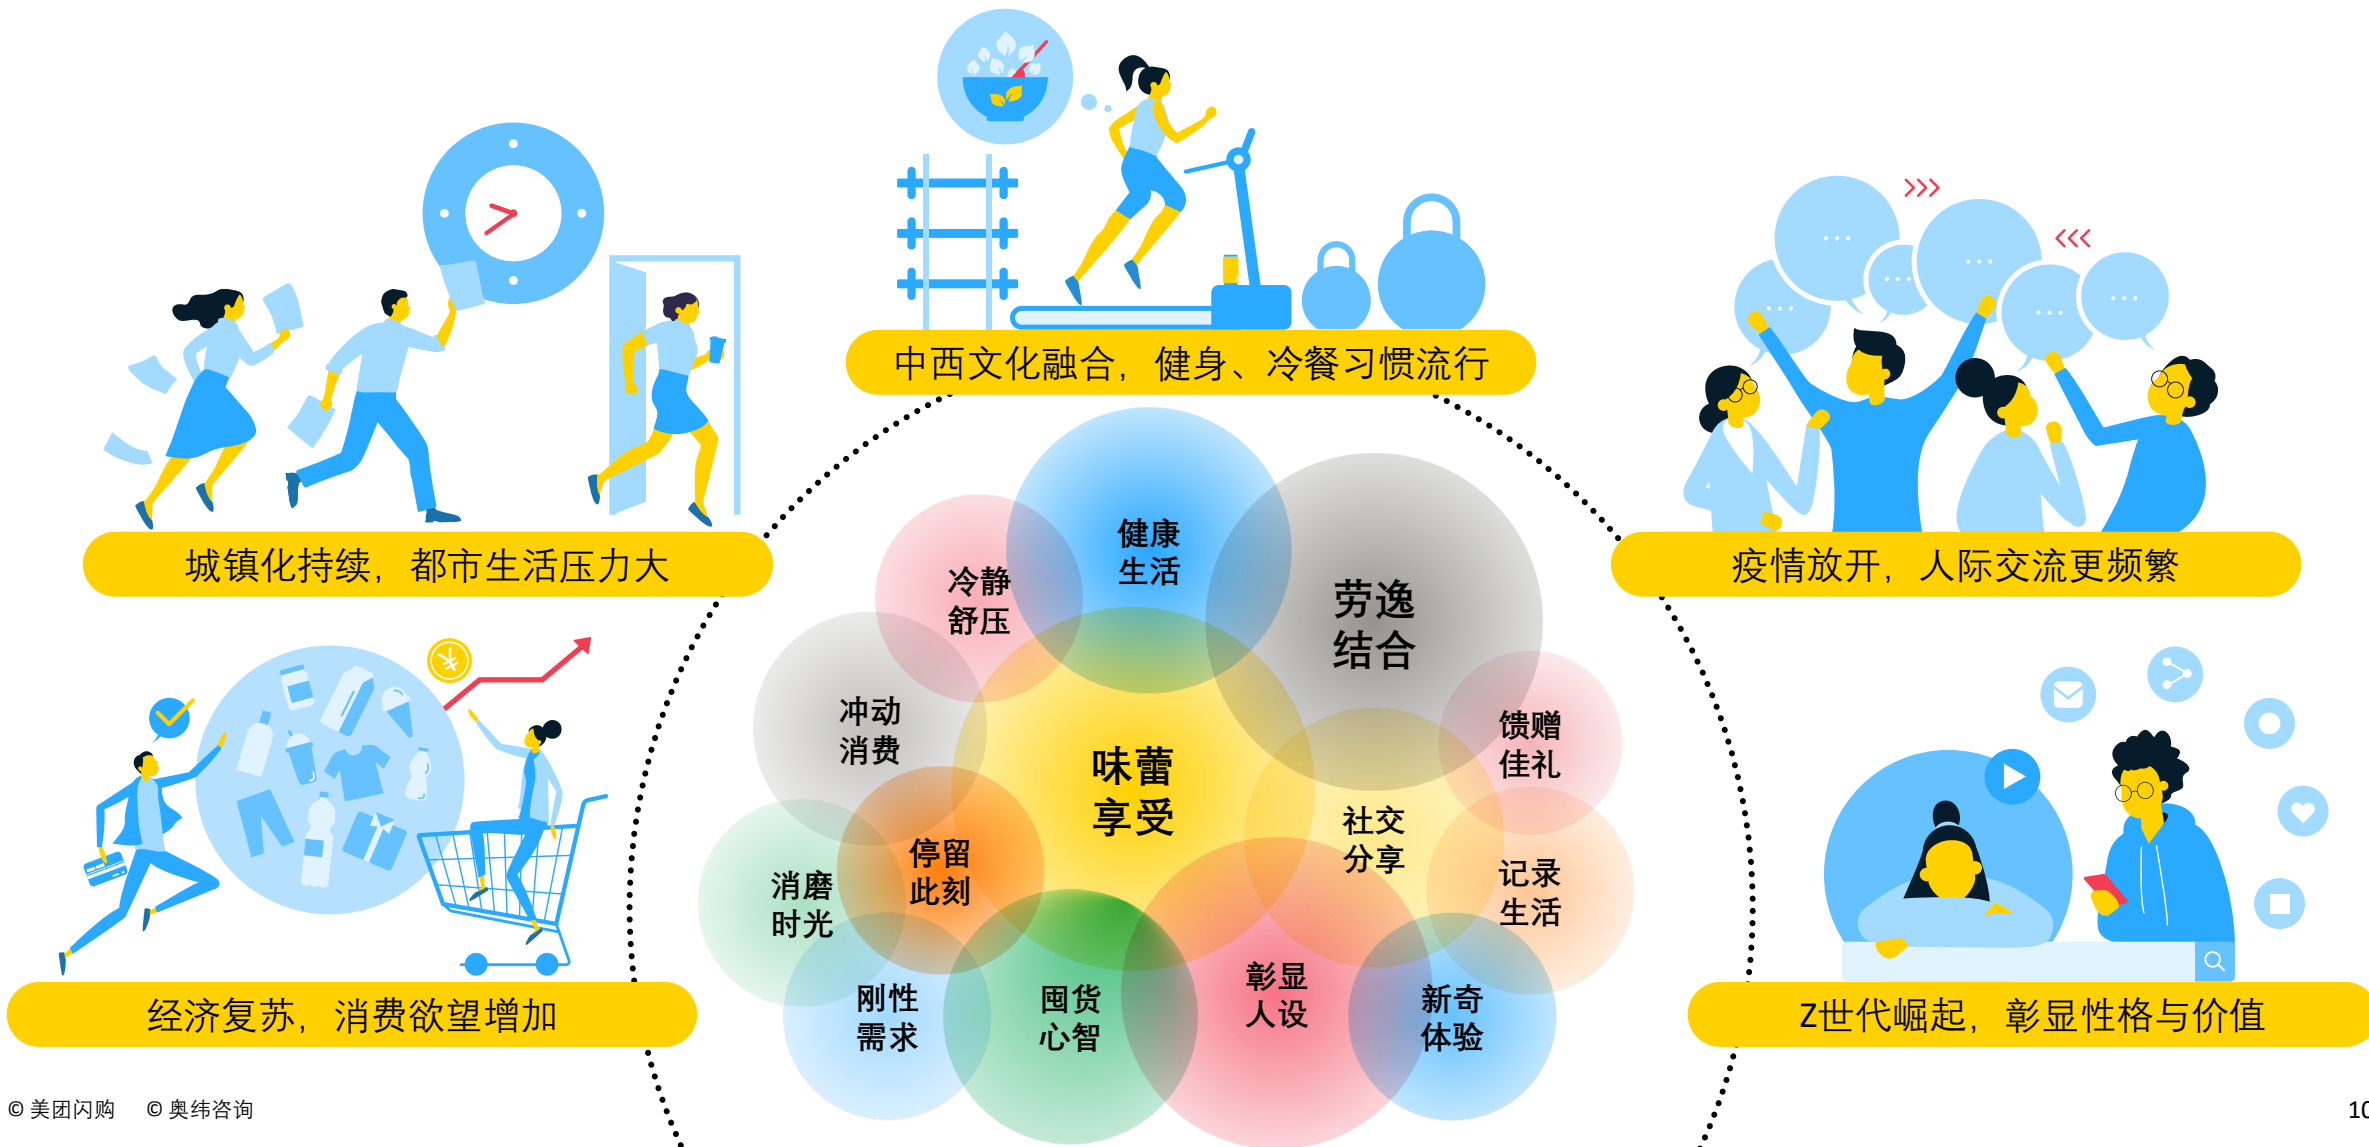 中西文化融合，健身、冷餐习惯流行
城镇化持续，都市生活压力大
疫情放开，人际交流更频繁
健康
生活
冷静
舒压
劳逸
结合
冲动
消费
馈赠
佳礼
味蕾
享受
社交
分享
停留
此刻
消磨
时光
记录
生活
刚性
需求
囤货
心智
彰显
人设
新奇
体验
经济复苏，消费欲望增加
Z世代崛起，彰显性格与价值
© 美团闪购 © 奥纬咨询
10